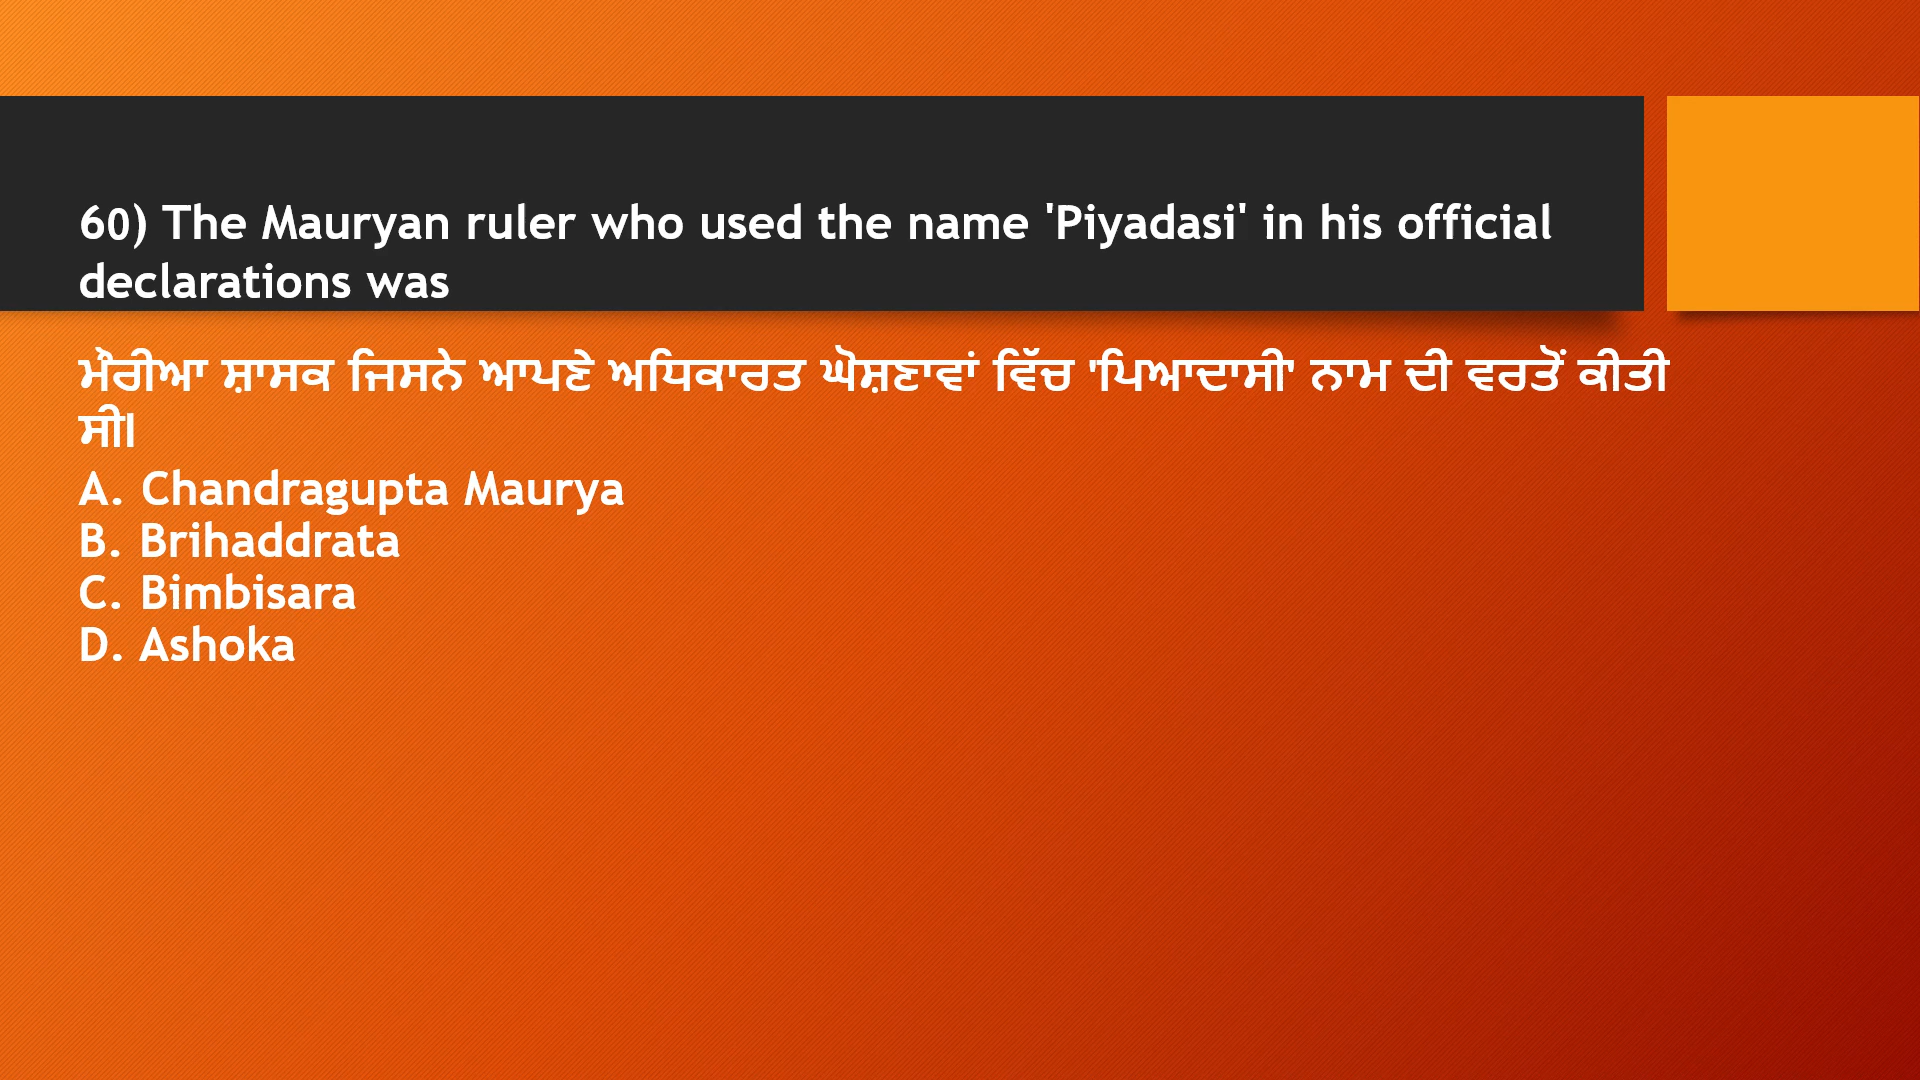 60) The Mauryan ruler who used the name 'Piyadasi' in his official
declarations was
ਮੌਰੀਆ ਸ਼ਾਸਕ ਜਿਸਨੇ ਆਪਣੇ ਅਧਿਕਾਰਤ ਘੋਸ਼ਣਾਵਾਂ ਵਿੱਚ 'ਪਿਆਦਾਸੀ' ਨਾਮ ਦੀ ਵਰਤੋਂ ਕੀਤੀ
ਸੀ।
A. Chandragupta Maurya
B. Brihaddrata
C. Bimbisara
D. Ashoka